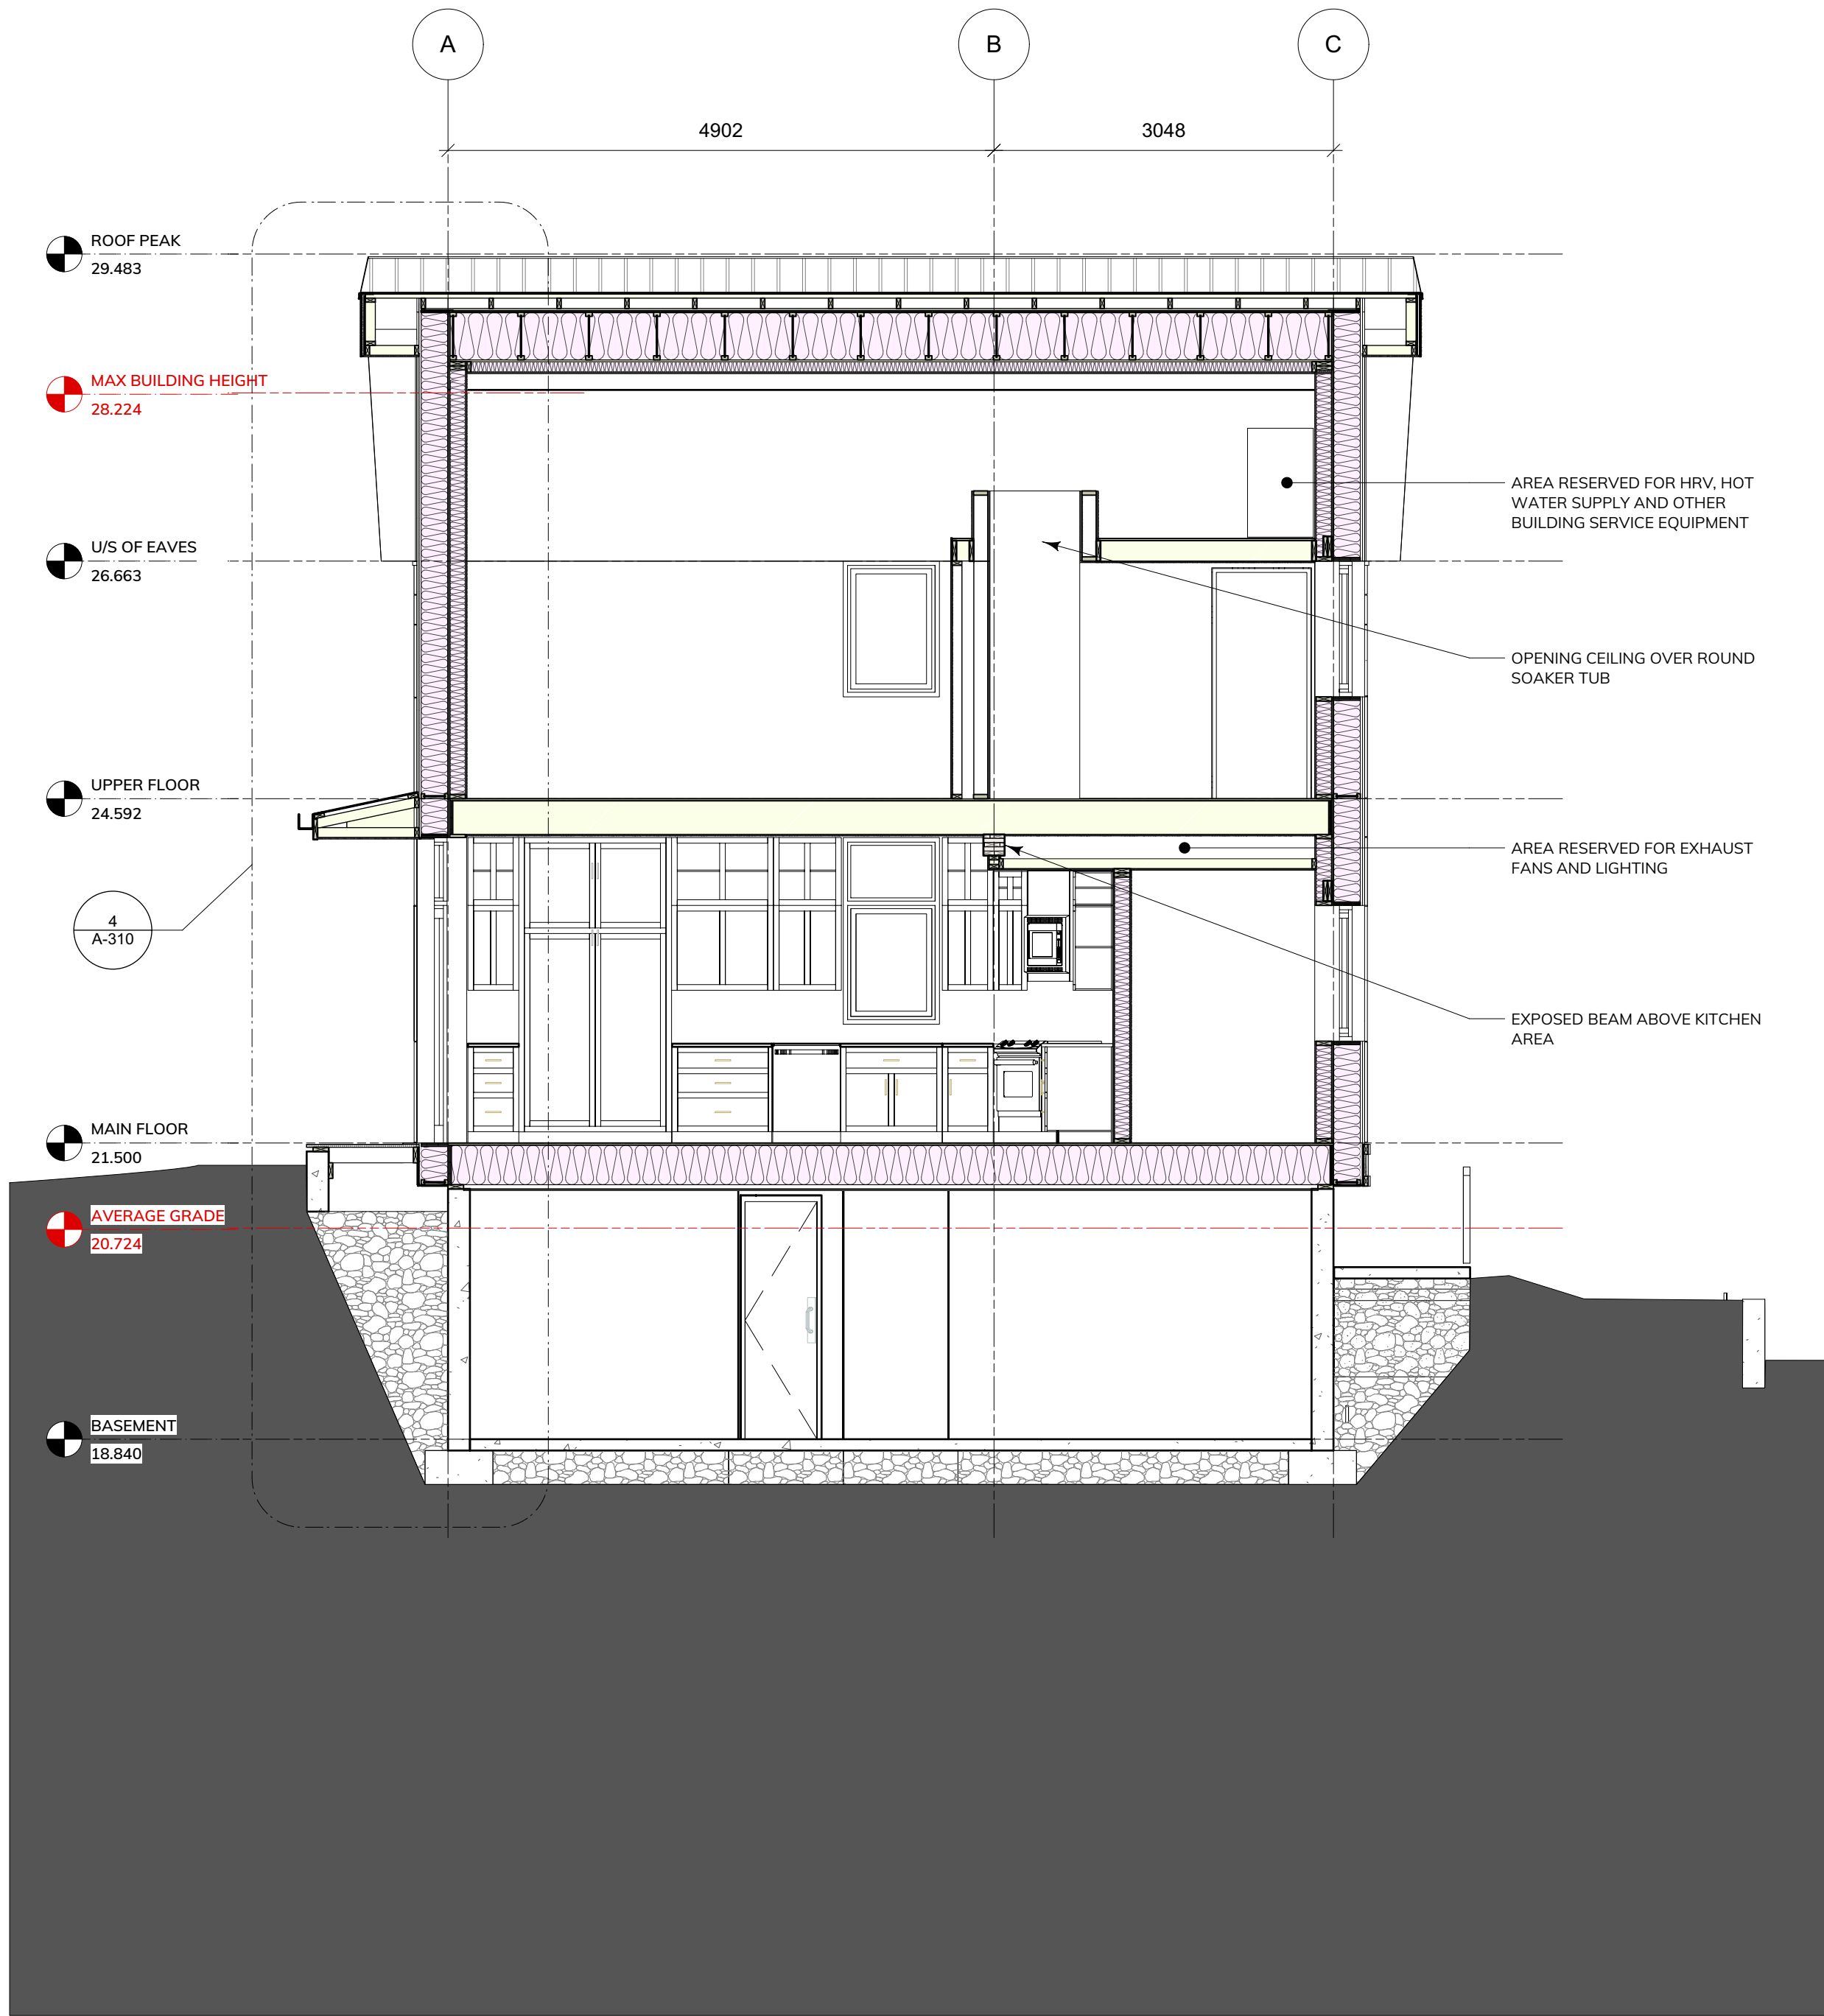 A
B
C
4902
3048
ROOF PEAK
29.483
MAX BUILDING HEIGHT
28.224
AREA RESERVED FOR HRV, HOT
WATER SUPPLY AND OTHER
BUILDING SERVICE EQUIPMENT
U/S OF EAVES
26.663
OPENING CEILING OVER ROUND
SOAKER TUB
UPPER FLOOR
24.592
AREA RESERVED FOR EXHAUST
FANS AND LIGHTING
4
A-310
EXPOSED BEAM ABOVE KITCHEN
AREA
MAIN FLOOR
21.500
AVERAGE GRADE
20.724
BASEMENT
18.840